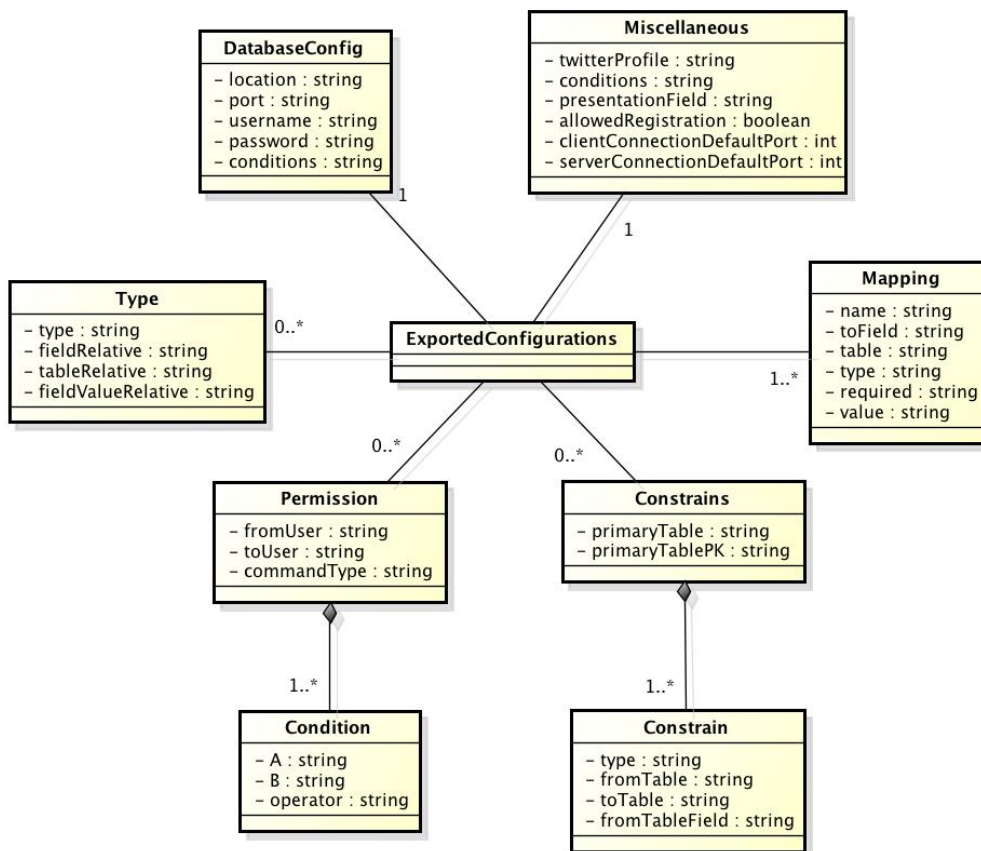 DatabaseConfig
- location : string
- port : string
- username : string
- password : string
- conditions : string
1
Miscellaneous
- twitterProfile : string
- conditions : string
- presentationField : string
- allowedRegistration : boolean
- clientConnectionDefaultPort : int
- serverConnectionDefaultPort : int
1
Type
- type : string
- fieldRelative : string
- tableRelative : string
- fieldValueRelative : string
0..*
ExportedConfigurations
Mapping
- name : string
- toField : string
- table : string
- type : string
- required : string
- value : string
1..*
0..*
0..*
Permission
- fromUser : string
- toUser : string
- commandType : string
Constrains
- primaryTable : string
- primaryTablePK : string
1..*
1..*
Condition
- A : string
- B : string
- operator : string
Constrain
- type : string
- fromTable : string
- toTable : string
- fromTableField : string